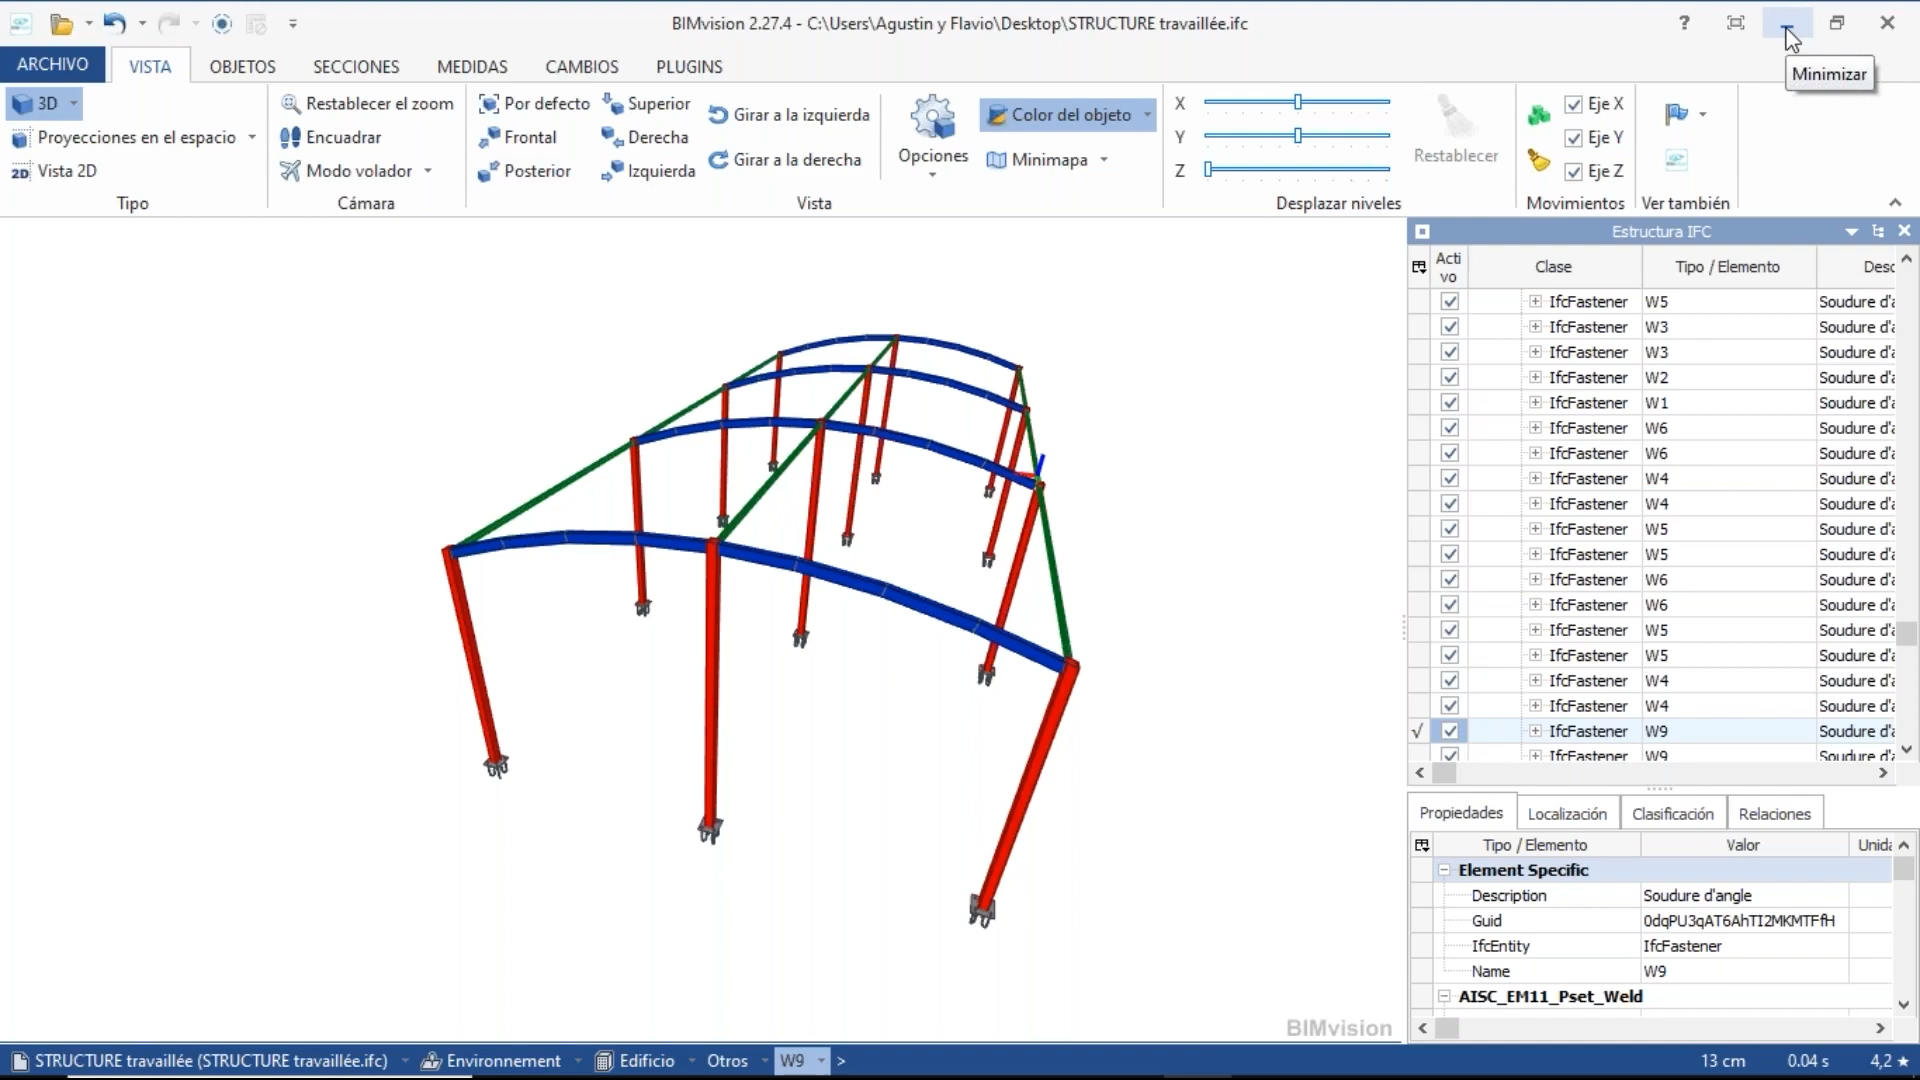 BIMvision 2.27.4 - C:\Users\Agustin y Flavio\Desktop\STRUCTURE travaillée.ifc
?
Minimizar
ARCHIVO VISTA OBJETOS SECCIONES MEDIDAS CAMBIOS PLUGINS
3D
Proyecciones en el espacio
2D Vista 2D
Tipo
Restablecer el zoom
Encuadrar
Modo volador
Cámara
Por defecto Superior
Frontal Derecha
Posterior Izquierda
Girar a la izquierda
Girar a la derecha
Opciones
Color del objeto
Minimapa
Vista
X
Y
Z
Restablecer
Desplazar niveles
Eje X
Eje Y
Eje Z
Movimientos
Ver también
Estructura IFC
Acti
vo
Clase Tipo / Elemento Desc
IfcFastener W5 Soudure d'a
IfcFastener W3 Soudure d'a
IfcFastener W3 Soudure d'a
IfcFastener W2 Soudure d'a
IfcFastener W1 Soudure d'a
IfcFastener W6 Soudure d'a
IfcFastener W6 Soudure d'a
IfcFastener W4 Soudure d'a
IfcFastener W4 Soudure d'a
IfcFastener W5 Soudure d'a
IfcFastener W5 Soudure d'a
IfcFastener W6 Soudure d'a
IfcFastener W6 Soudure d'a
IfcFastener W5 Soudure d'a
IfcFastener W5 Soudure d'a
IfcFastener W4 Soudure d'a
IfcFastener W4 Soudure d'a
√ IfcFastener W9 Soudure d'a
IfcFastener W9 Soudure d'a
Propiedades Localización Clasificación Relaciones
Tipo / Elemento Valor Unida
Element Specific
Description Soudure d'angle
Guid 0dqPU3qAT6AhTI2MKMTFfH
IfcEntity IfcFastener
Name W9
AISC_EM11_Pset_Weld
BIMvision
STRUCTURE travaillée (STRUCTURE travaillée.ifc) Environnement Edificio Otros W9 > 13 cm 0.04 s 4,2 ★